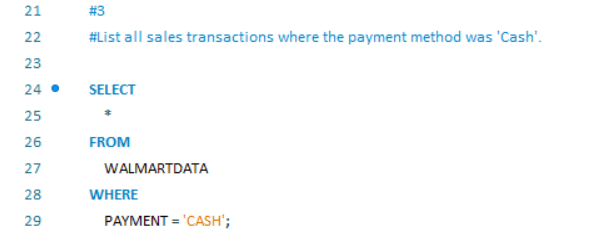 21 #3
22 #List all sales transactions where the payment method was 'Cash'.
23
24 SELECT
25 *
26 FROM
27 WALMARTDATA
28 WHERE
29 PAYMENT = 'CASH';